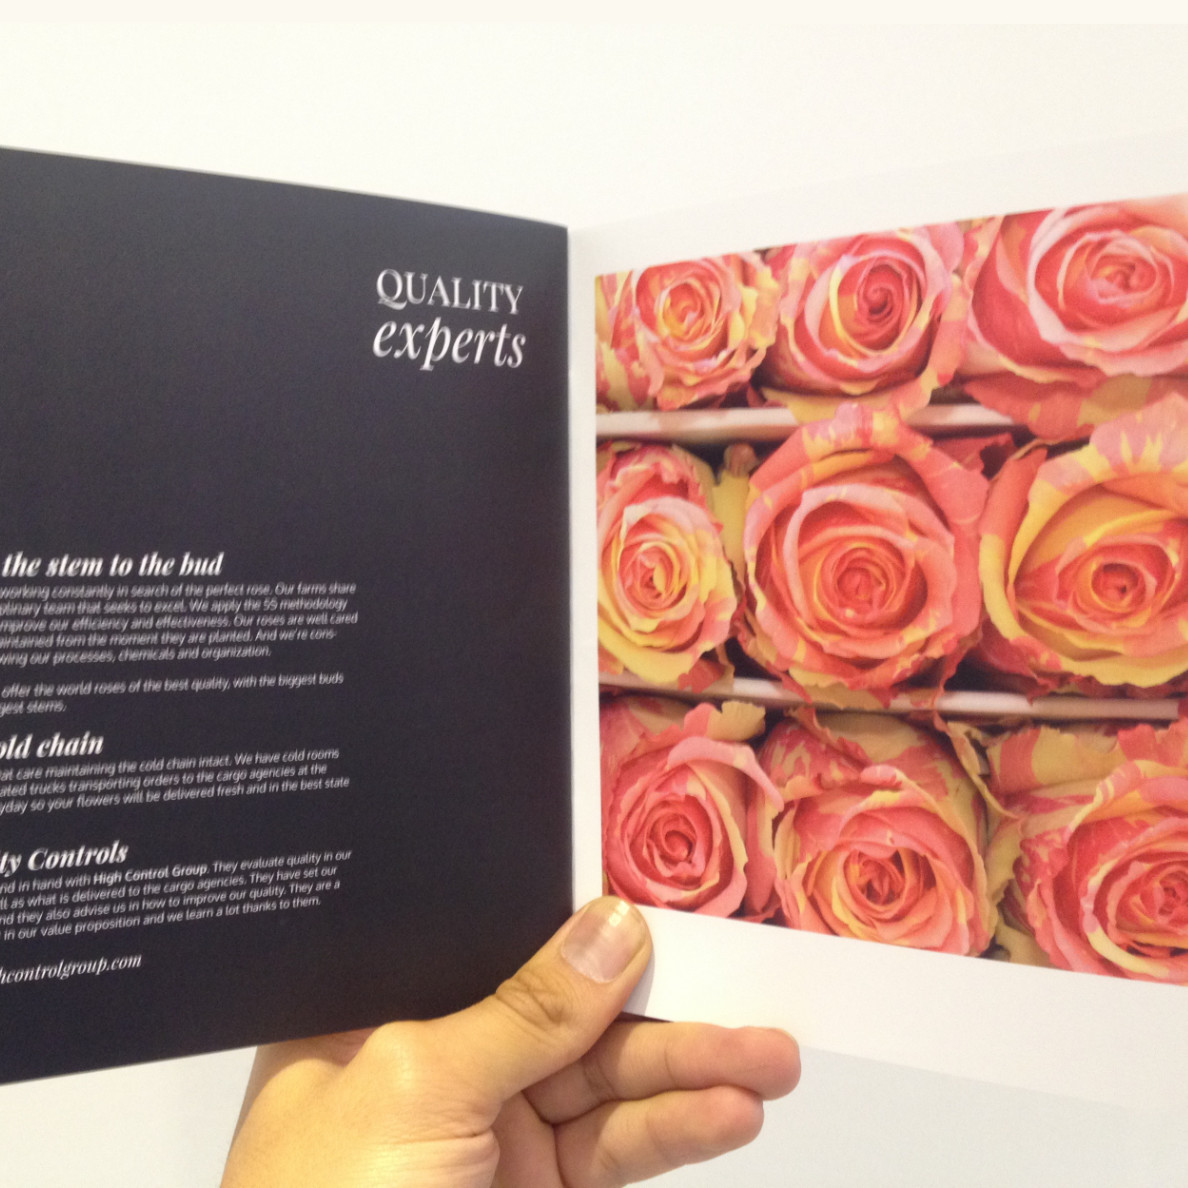 QUALITY
experts
the stem to the bud
working constantly in search of the perfect rose. Our farms share
plinary team that seeks to excel. We apply the 5S methodology
mprove our efficiency and effectiveness. Our roses are well cared
aintained from the moment they are planted. And we're cons-
wing our processes, chemicals and organization.
offer the world roses of the best quality, with the biggest buds
gest stems.
old chain
at care maintaining the cold chain intact. We have cold rooms
ated trucks transporting orders to the cargo agencies at the
yday so your flowers will be delivered fresh and in the best state
ty Controls
nd in hand with High Control Group. They evaluate quality in our
ll as what is delivered to the cargo agencies. They have set our
nd they also advise us in how to improve our quality. They are a
in our value proposition and we learn a lot thanks to them.
hcontrolgroup.com